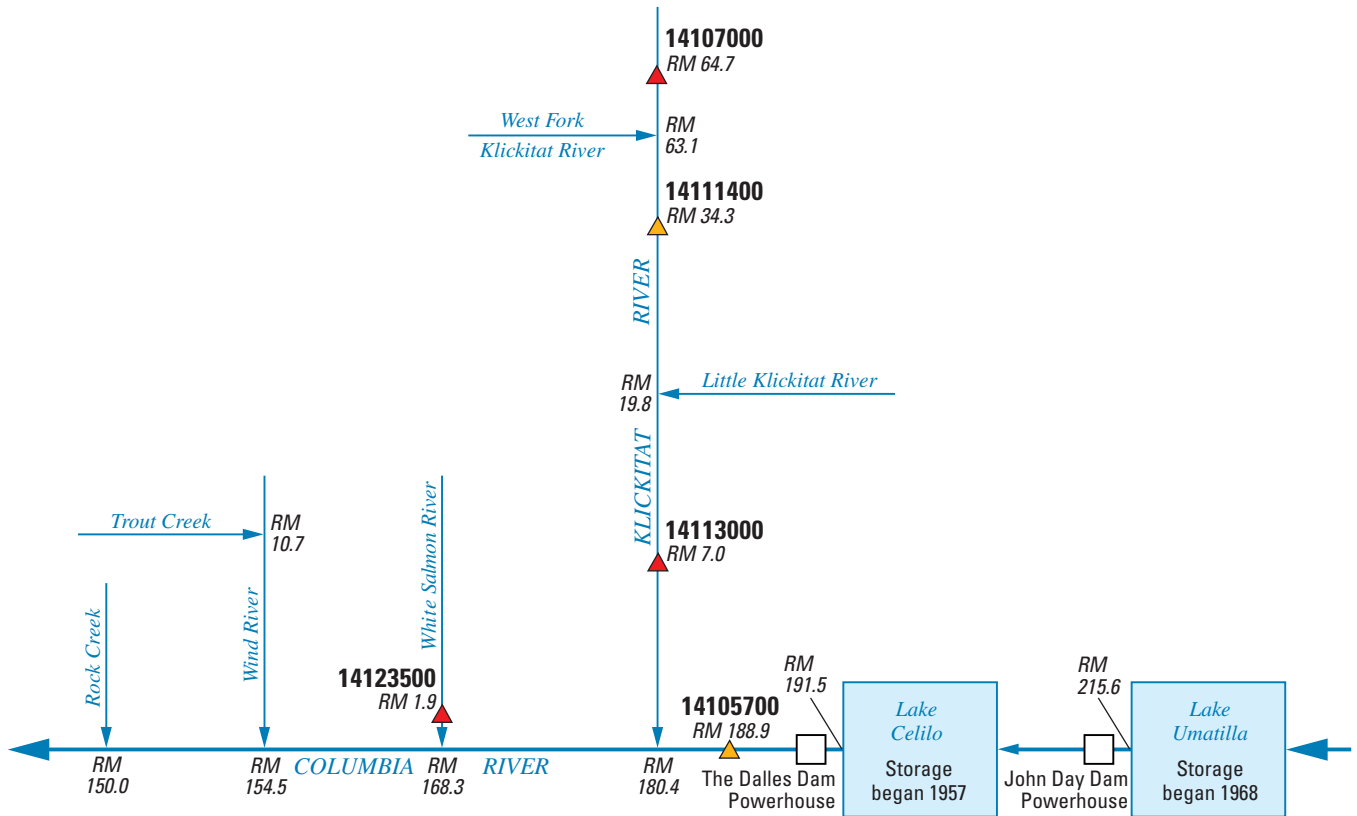 14107000
RM 64.7
West Fork
Klickitat River
RM
63.1
14111400
RM 34.3
RIVER
RM
19.8
Little Klickitat River
KLICKITAT
14113000
RM 7.0
Trout Creek
RM
10.7
Rock Creek
Wind River
White Salmon River
14123500
RM 1.9
14105700
RM 188.9
RM
191.5
RM
215.6
Lake
Celilo
Storage
began 1957
Lake
Umatilla
Storage
began 1968
RM
150.0
RM
154.5
COLUMBIA
RM
168.3
RIVER
RM
180.4
The Dalles Dam
Powerhouse
John Day Dam
Powerhouse